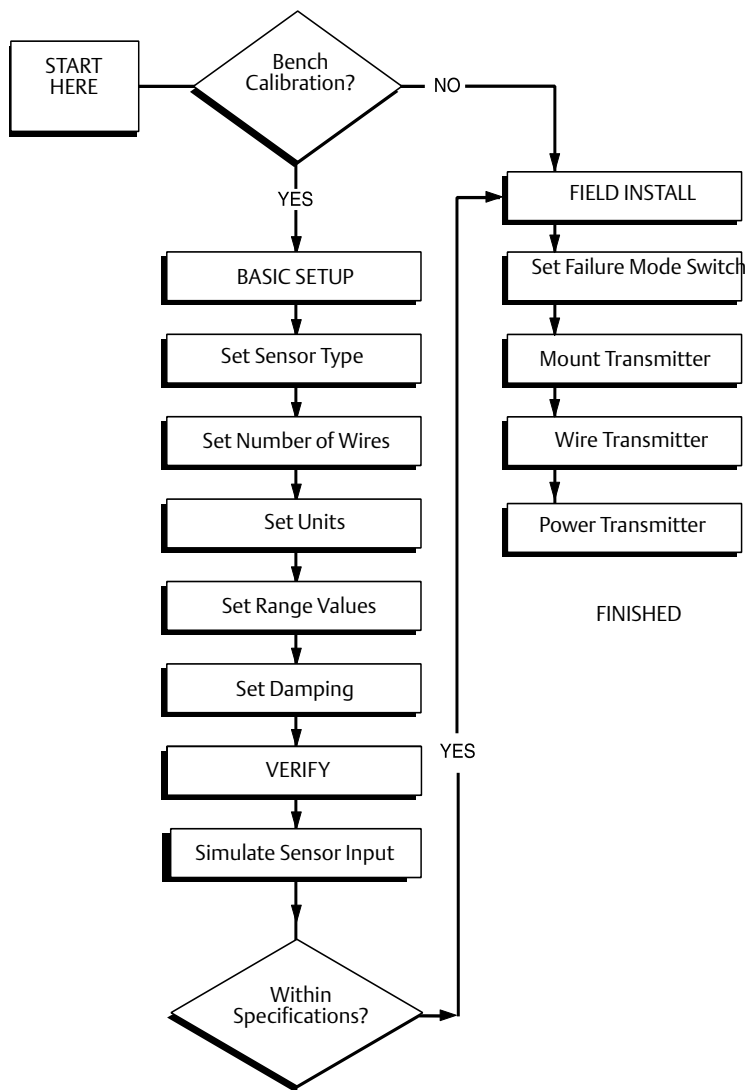 START
HERE
Bench
Calibration?
NO
YES
BASIC SETUP
Set Sensor Type
Set Number of Wires
Set Units
Set Range Values
Set Damping
VERIFY
Simulate Sensor Input
Within
Specifications?
YES
FIELD INSTALL
Set Failure Mode Switch
Mount Transmitter
Wire Transmitter
Power Transmitter
FINISHED